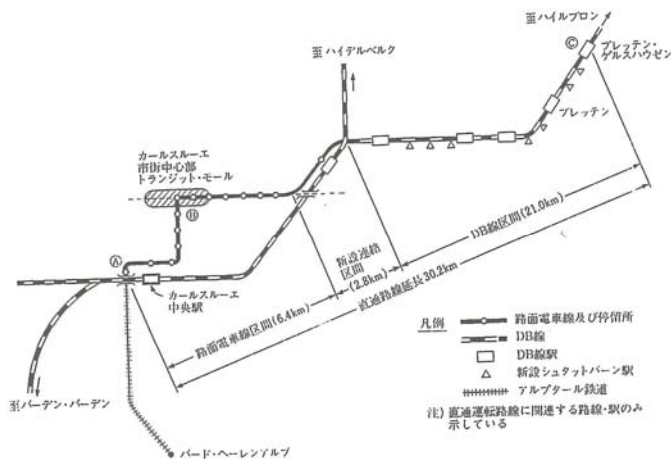 至ハイルブロン
Ⓒ
ブレッテン・
ゲルスハウゼン
至ハイデルベルク
ブレッテン
カールスルーエ
市街中心部
トランジット・モール
Ⓗ
Ⓐ
カールスルーエ
中央駅
路面電車線区間(6.4km)
新設連絡
区間
(2.8km)
DB線区間(21.0km)
直通路線延長30.2km
至バーデン・バーデン
バード・ヘーレンアルブ
凡例
路面電車線及び停留所
DB線
DB線駅
新設シュタットバーン駅
アルプタール鉄道
注) 直通運転路線に関連する路線・駅のみ
示している